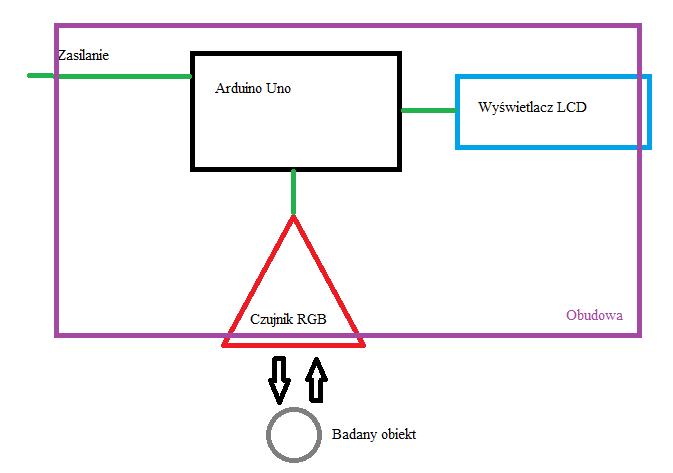 Zasilanie
Arduino Uno
Wyświetlacz LCD
Obudowa
Czujnik RGB
Badany obiekt